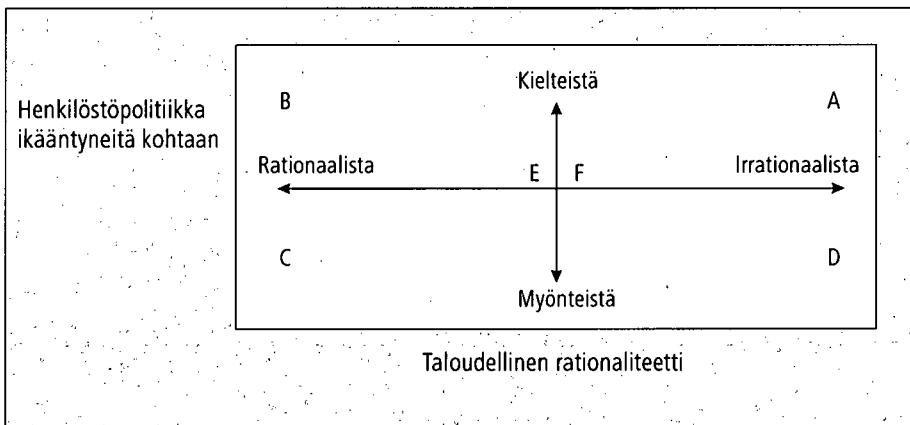 Henkilöstöpolitiikka
ikääntyneitä kohtaan
B
Kielteistä
A
Rationaalista
E
F
Irrationaalista
C
D
Myönteistä
Taloudellinen rationaliteetti